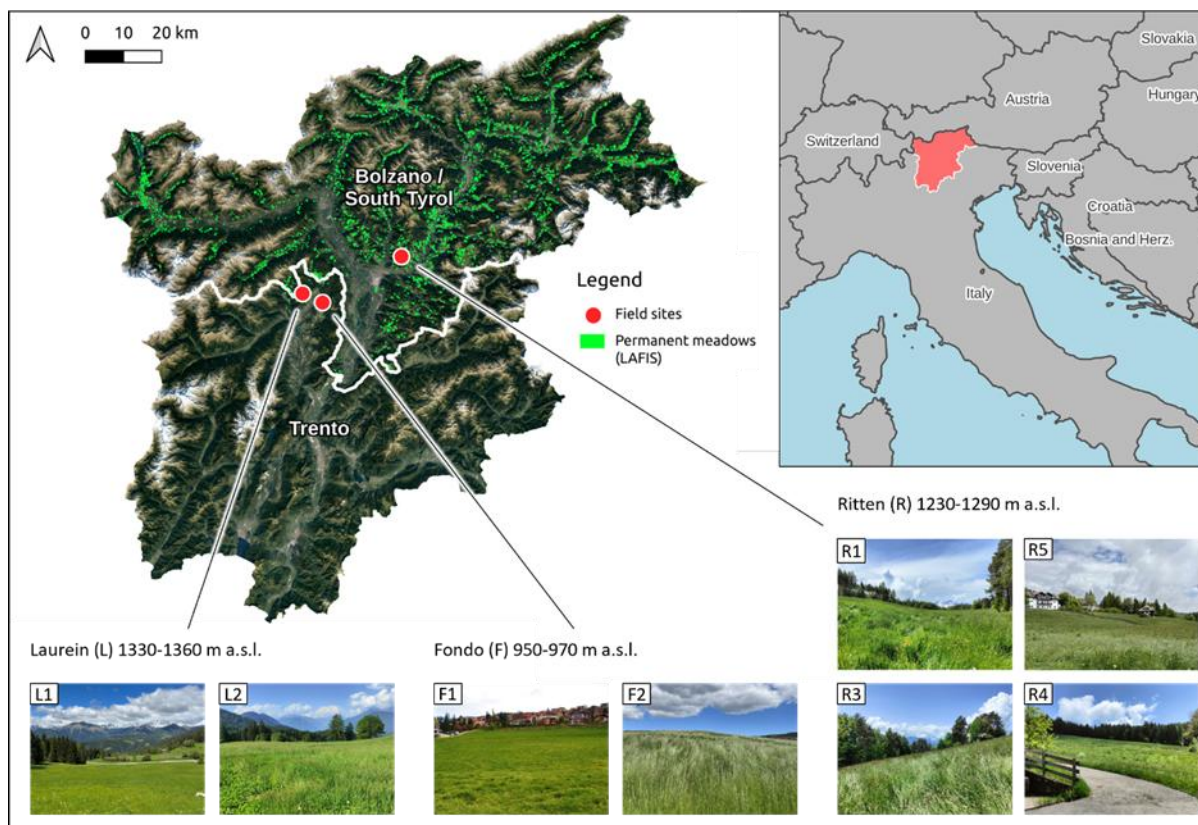 0 10 20 km
Bolzano /
South Tyrol
Trento
Legend
Field sites
Permanent meadows
(LAFIS)
Slovakia
Austria
Hungary
Switzerland
Slovenia
Croatia
Bosnia and Herz.
Italy
Ritten (R) 1230-1290 m a.s.l.
R1
R5
R3
R4
Laurein (L) 1330-1360 m a.s.l.
L1
L2
Fondo (F) 950-970 m a.s.l.
F1
F2